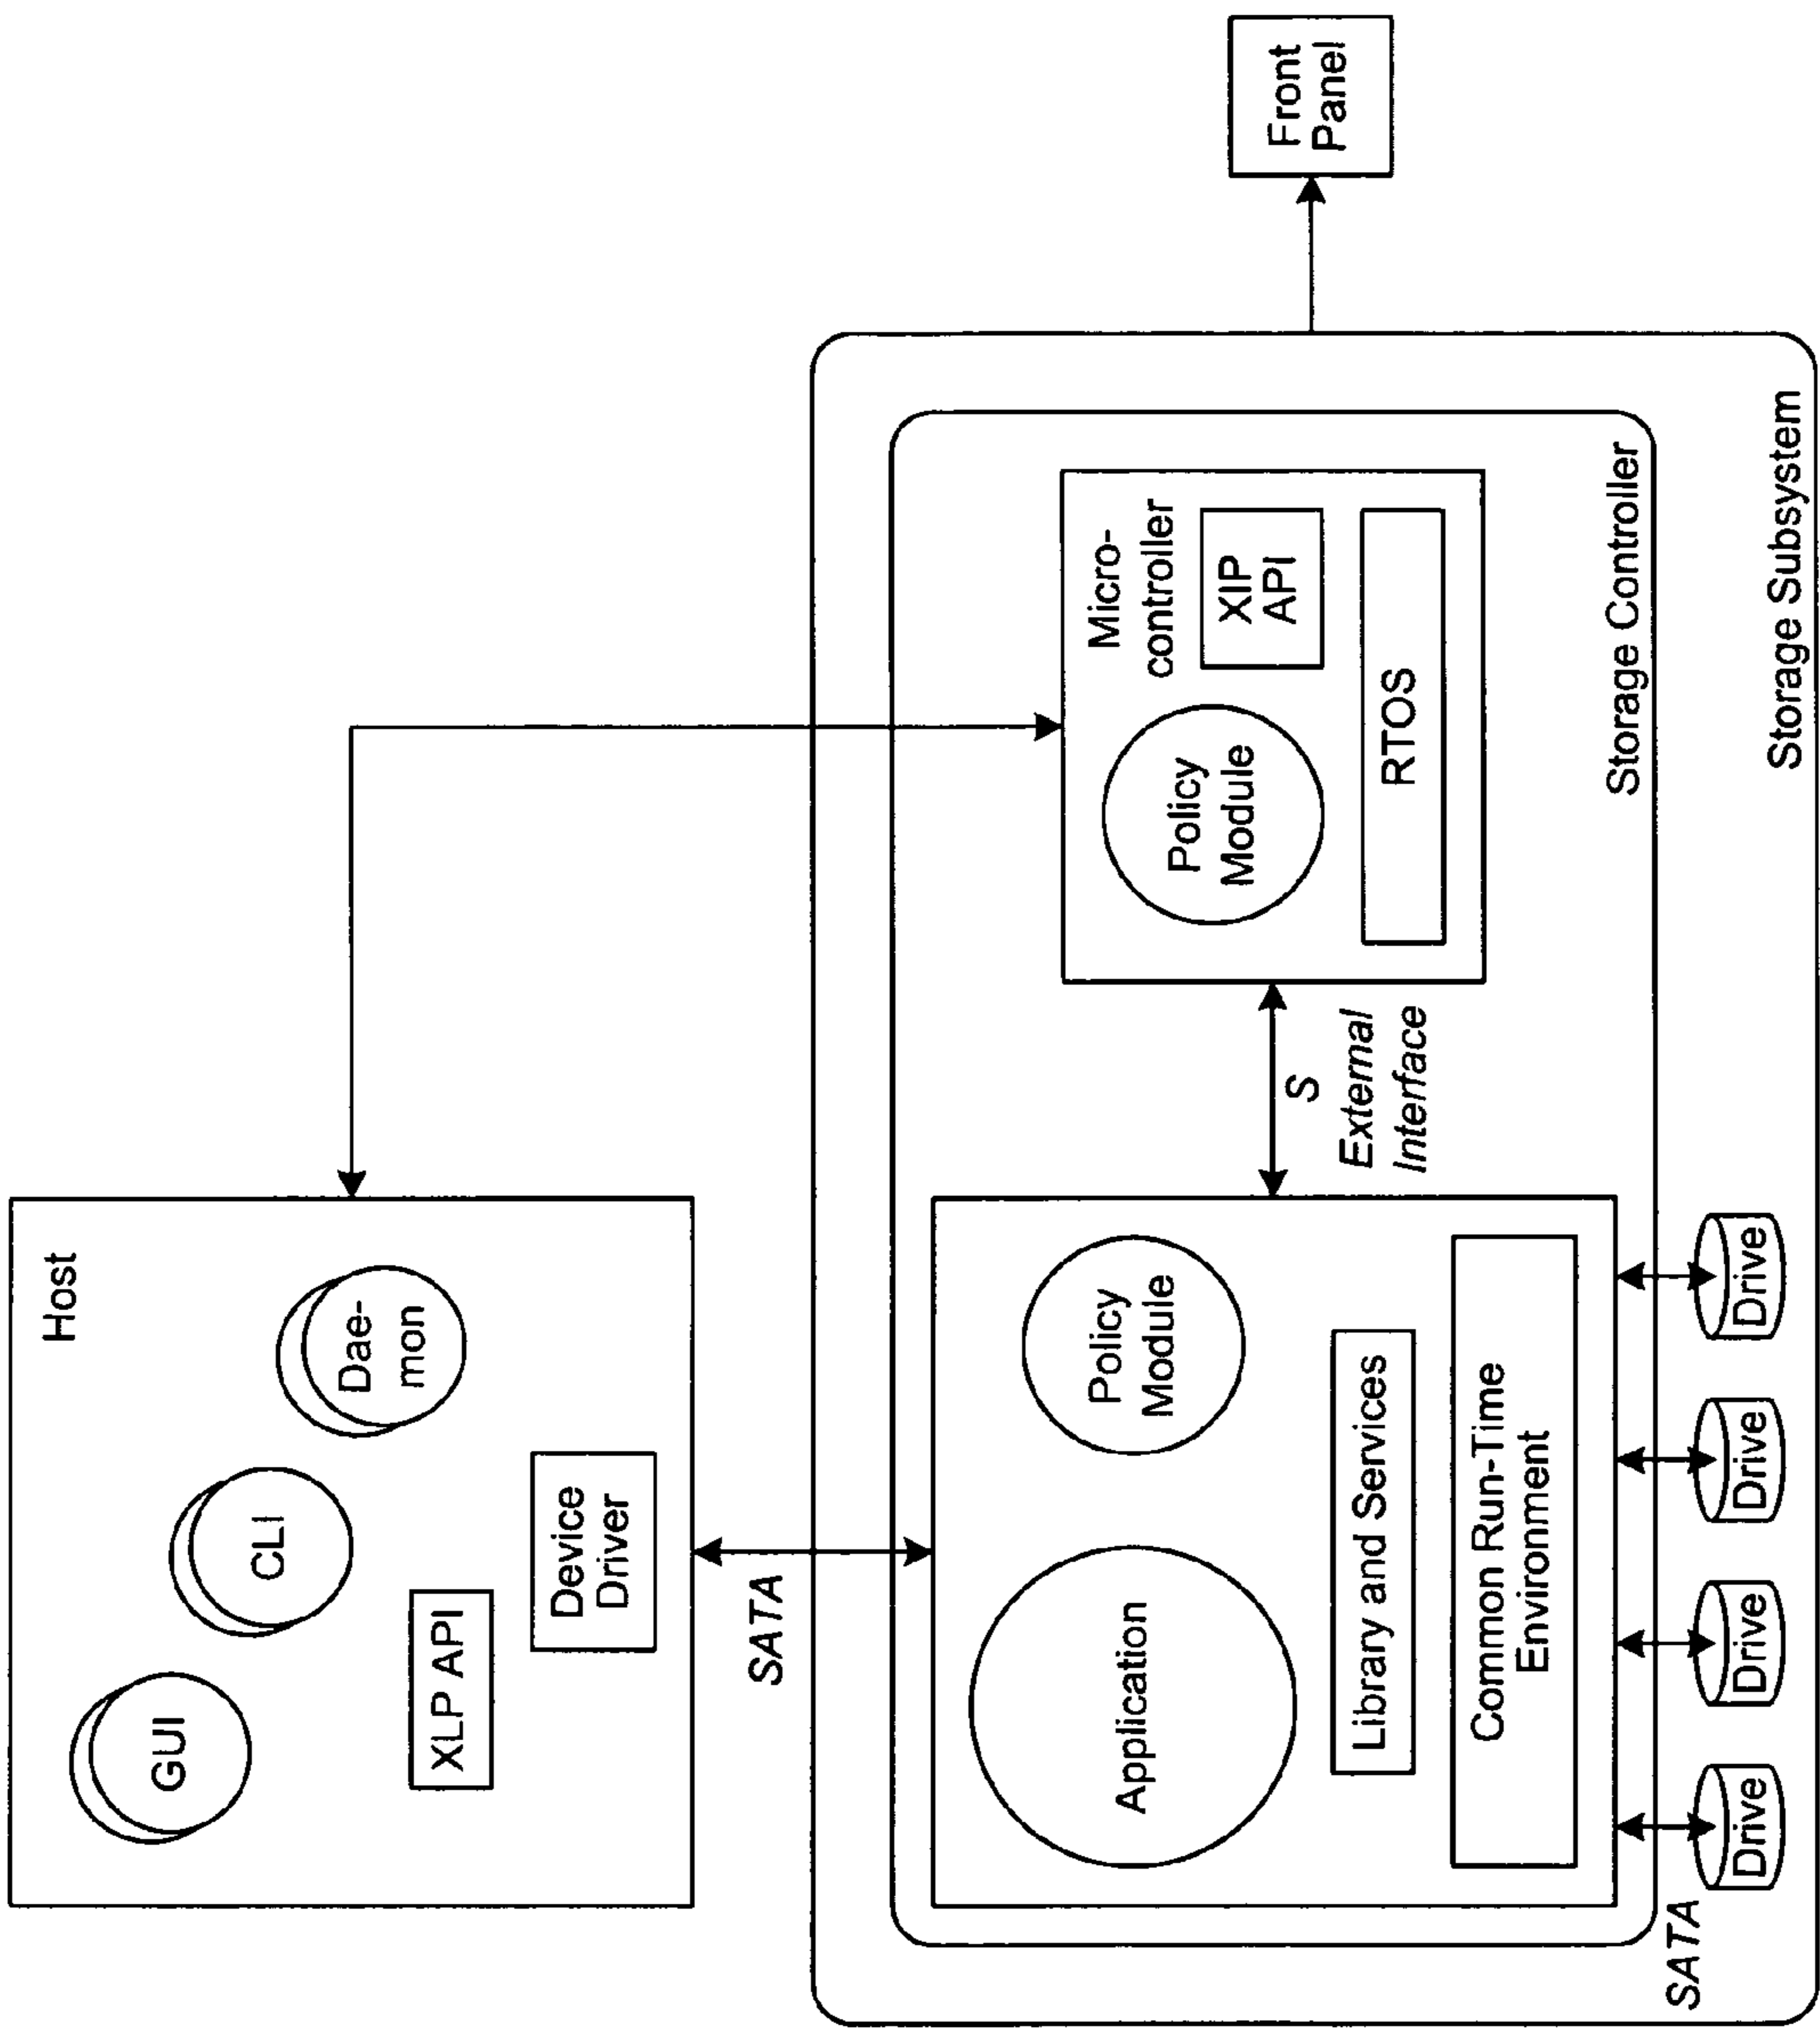 Host
GUI
CLI
Dae-
mon
XLP API
Device
Driver
SATA
Application
Policy
Module
Library and Services
Common Run-Time
Environment
S
External
Interface
Micro-
controller
Policy
Module
XIP
API
RTOS
Storage Controller
SATA
Drive
Drive
Drive
Drive
Storage Subsystem
Front
Panel